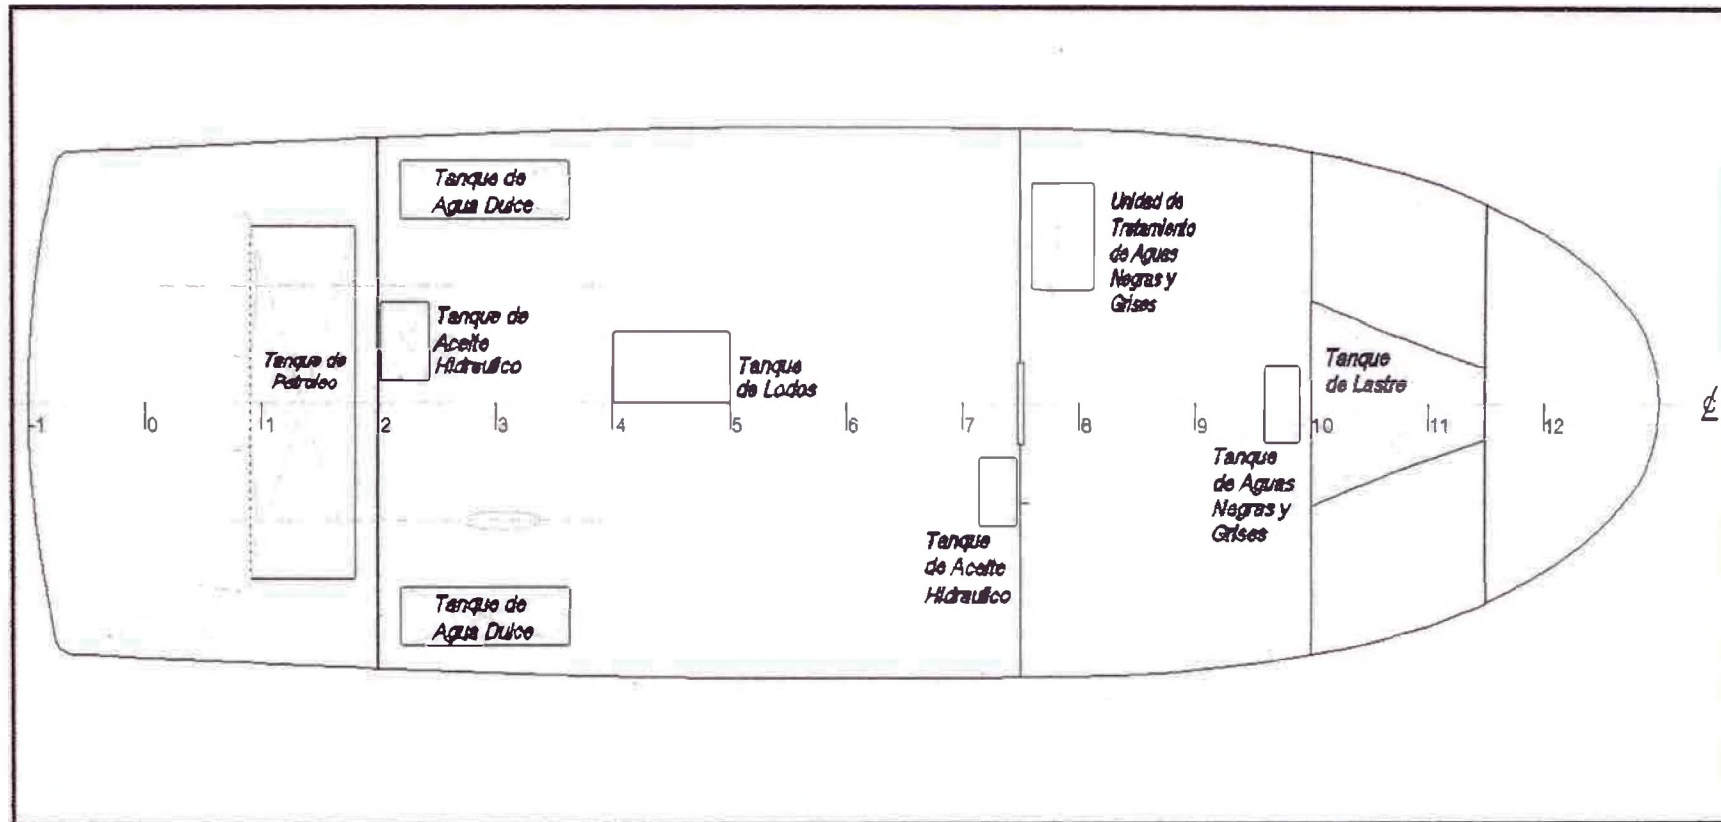 Tanque de
Agua Dulce
Unidad de
Tratamiento
de Aguas
Negras y
Grises
Tanque de
Aceite
Hidraulico
Tanque de
Petroleo
Tanque
de Lodos
Tanque
de Lastre
-1 0 1 2 3 4 5 6 7 8 9 10 11 12
Tanque
de Aguas
Negras y
Grises
Tanque
de Aceite
Hidraulico
Tanque de
Agua Dulce